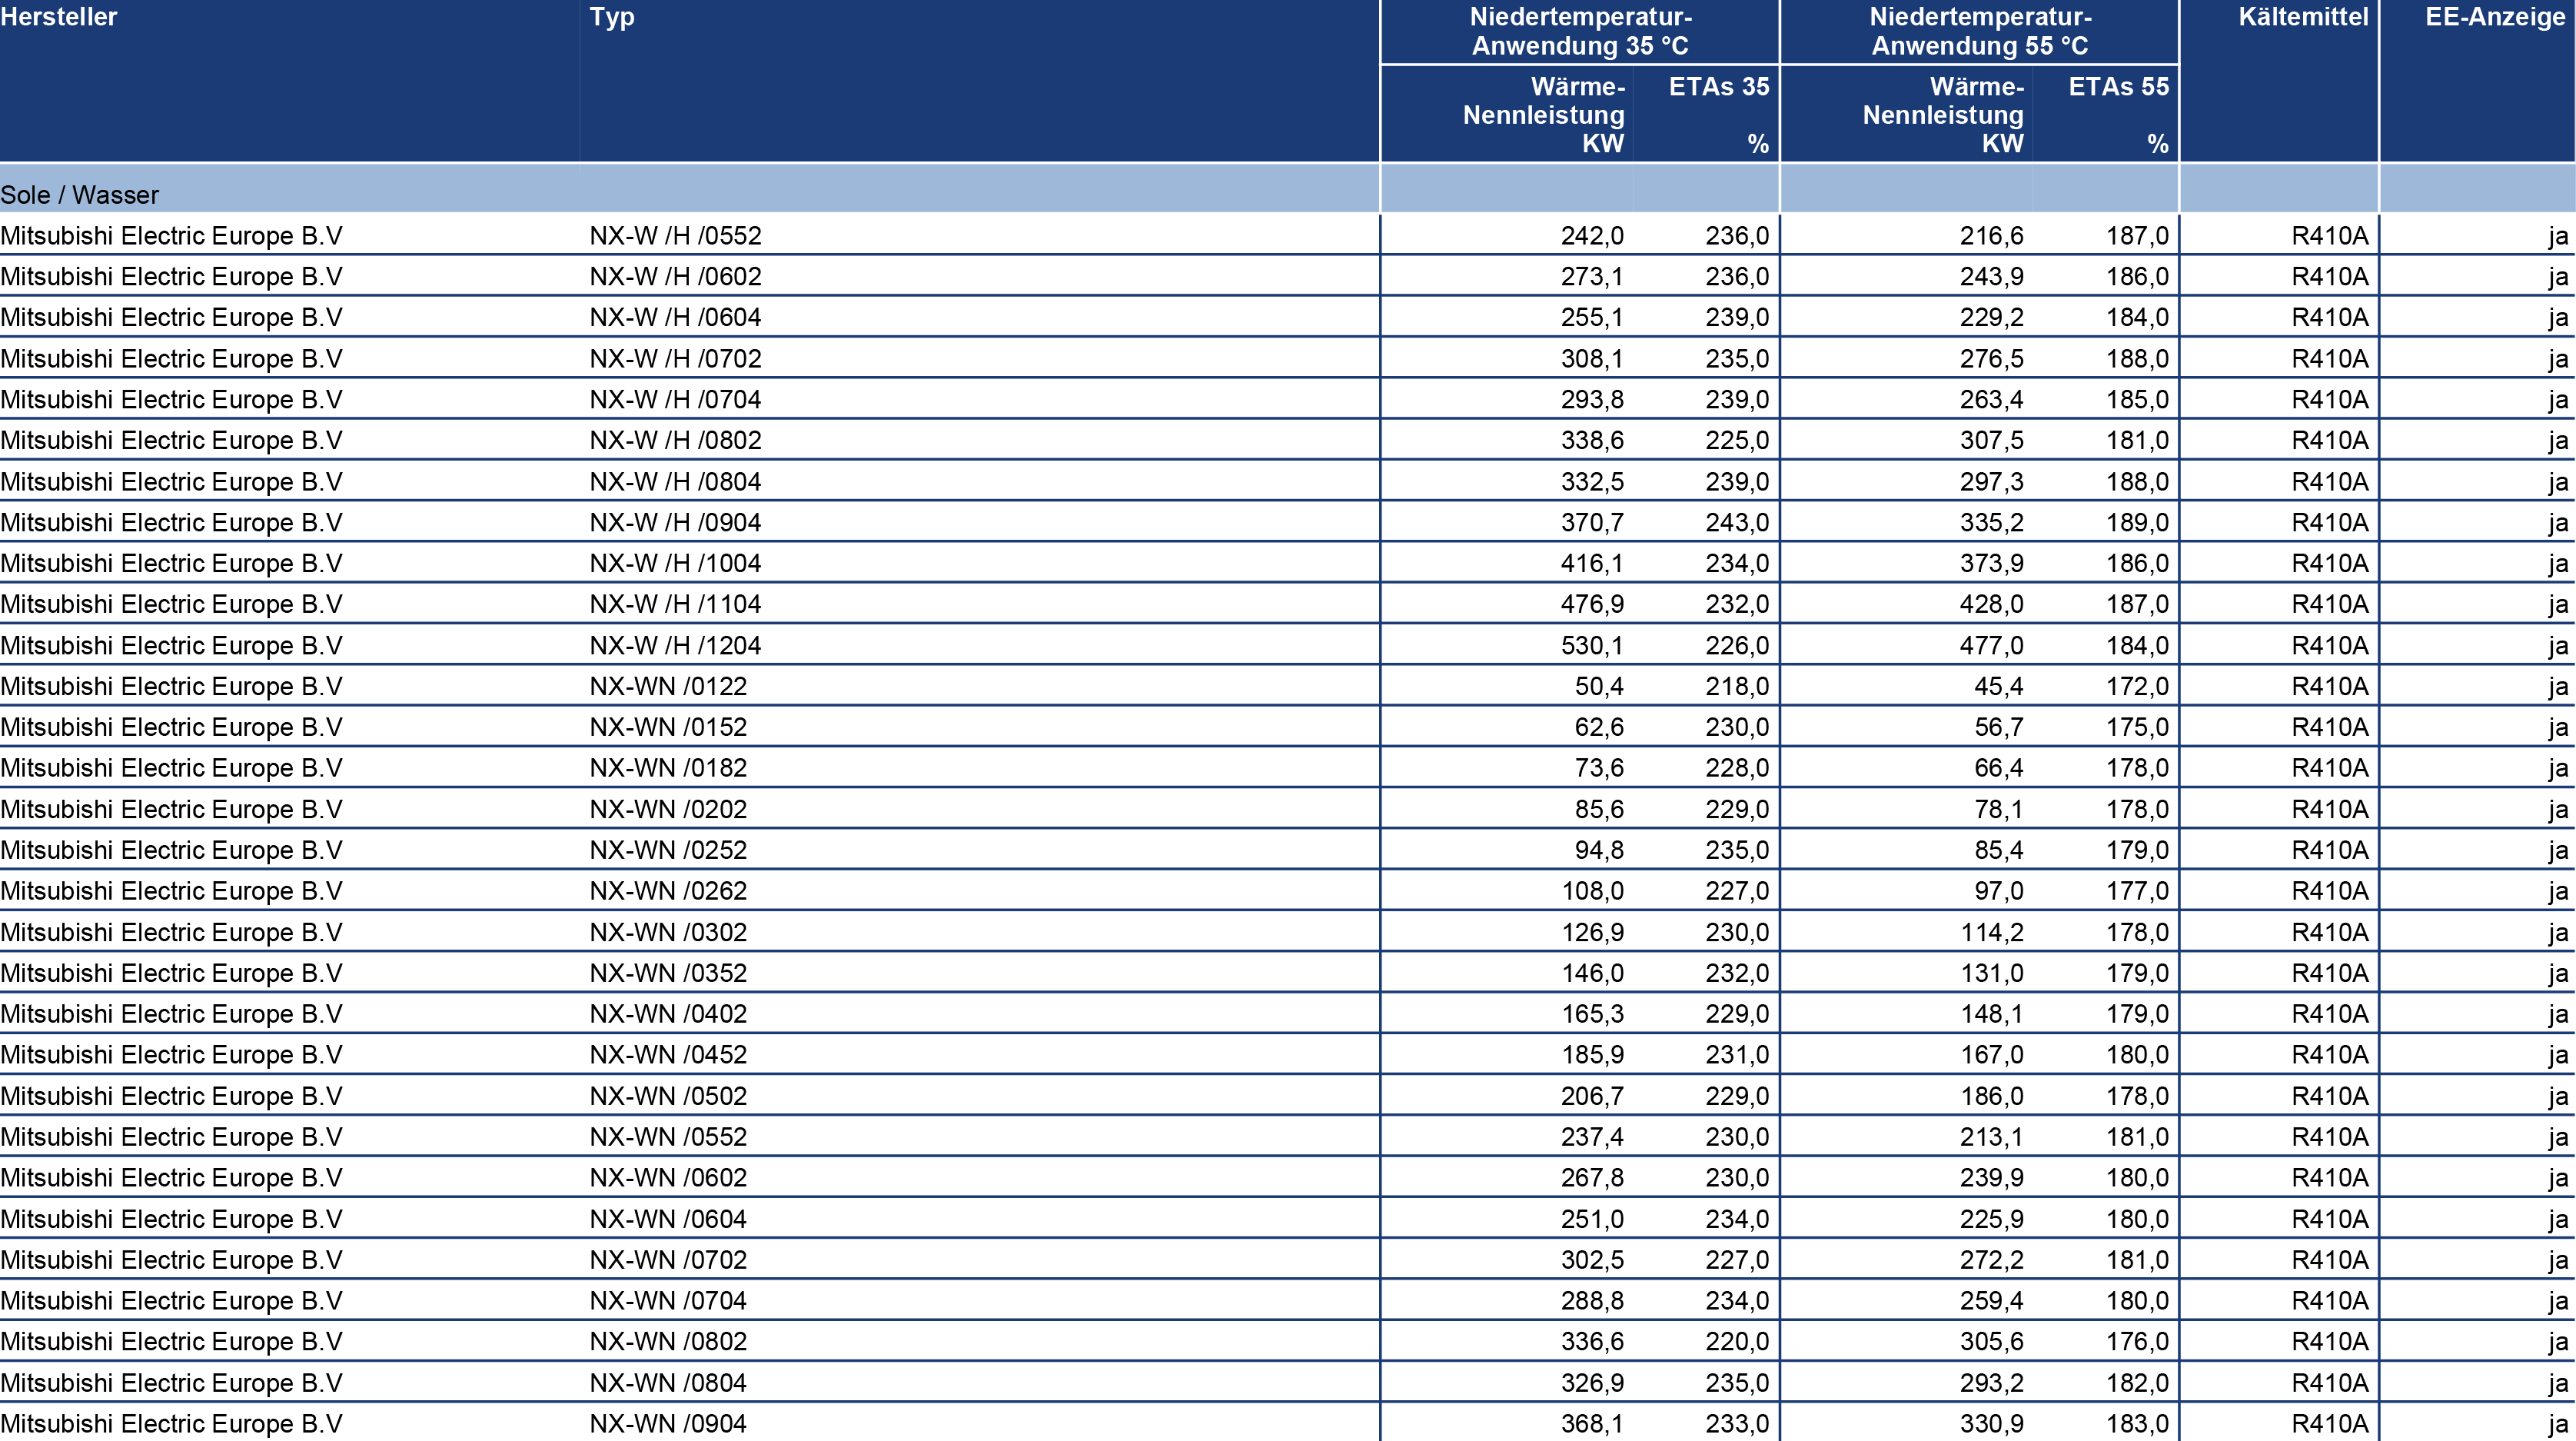 Hersteller Typ Niedertemperatur- Niedertemperatur- Kältemittel EE-Anzeige
Anwendung 35 °C Anwendung 55 °C
Wärme- ETAs 35 Wärme- ETAs 55
Nennleistung Nennleistung
KW % KW %
Sole / Wasser
Mitsubishi Electric Europe B.V NX-W /H /0552 242,0 236,0 216,6 187,0 R410A ja
Mitsubishi Electric Europe B.V NX-W /H /0602 273,1 236,0 243,9 186,0 R410A ja
Mitsubishi Electric Europe B.V NX-W /H /0604 255,1 239,0 229,2 184,0 R410A ja
Mitsubishi Electric Europe B.V NX-W /H /0702 308,1 235,0 276,5 188,0 R410A ja
Mitsubishi Electric Europe B.V NX-W /H /0704 293,8 239,0 263,4 185,0 R410A ja
Mitsubishi Electric Europe B.V NX-W /H /0802 338,6 225,0 307,5 181,0 R410A ja
Mitsubishi Electric Europe B.V NX-W /H /0804 332,5 239,0 297,3 188,0 R410A ja
Mitsubishi Electric Europe B.V NX-W /H /0904 370,7 243,0 335,2 189,0 R410A ja
Mitsubishi Electric Europe B.V NX-W /H /1004 416,1 234,0 373,9 186,0 R410A ja
Mitsubishi Electric Europe B.V NX-W /H /1104 476,9 232,0 428,0 187,0 R410A ja
Mitsubishi Electric Europe B.V NX-W /H /1204 530,1 226,0 477,0 184,0 R410A ja
Mitsubishi Electric Europe B.V NX-WN /0122 50,4 218,0 45,4 172,0 R410A ja
Mitsubishi Electric Europe B.V NX-WN /0152 62,6 230,0 56,7 175,0 R410A ja
Mitsubishi Electric Europe B.V NX-WN /0182 73,6 228,0 66,4 178,0 R410A ja
Mitsubishi Electric Europe B.V NX-WN /0202 85,6 229,0 78,1 178,0 R410A ja
Mitsubishi Electric Europe B.V NX-WN /0252 94,8 235,0 85,4 179,0 R410A ja
Mitsubishi Electric Europe B.V NX-WN /0262 108,0 227,0 97,0 177,0 R410A ja
Mitsubishi Electric Europe B.V NX-WN /0302 126,9 230,0 114,2 178,0 R410A ja
Mitsubishi Electric Europe B.V NX-WN /0352 146,0 232,0 131,0 179,0 R410A ja
Mitsubishi Electric Europe B.V NX-WN /0402 165,3 229,0 148,1 179,0 R410A ja
Mitsubishi Electric Europe B.V NX-WN /0452 185,9 231,0 167,0 180,0 R410A ja
Mitsubishi Electric Europe B.V NX-WN /0502 206,7 229,0 186,0 178,0 R410A ja
Mitsubishi Electric Europe B.V NX-WN /0552 237,4 230,0 213,1 181,0 R410A ja
Mitsubishi Electric Europe B.V NX-WN /0602 267,8 230,0 239,9 180,0 R410A ja
Mitsubishi Electric Europe B.V NX-WN /0604 251,0 234,0 225,9 180,0 R410A ja
Mitsubishi Electric Europe B.V NX-WN /0702 302,5 227,0 272,2 181,0 R410A ja
Mitsubishi Electric Europe B.V NX-WN /0704 288,8 234,0 259,4 180,0 R410A ja
Mitsubishi Electric Europe B.V NX-WN /0802 336,6 220,0 305,6 176,0 R410A ja
Mitsubishi Electric Europe B.V NX-WN /0804 326,9 235,0 293,2 182,0 R410A ja
Mitsubishi Electric Europe B.V NX-WN /0904 368,1 233,0 330,9 183,0 R410A ja